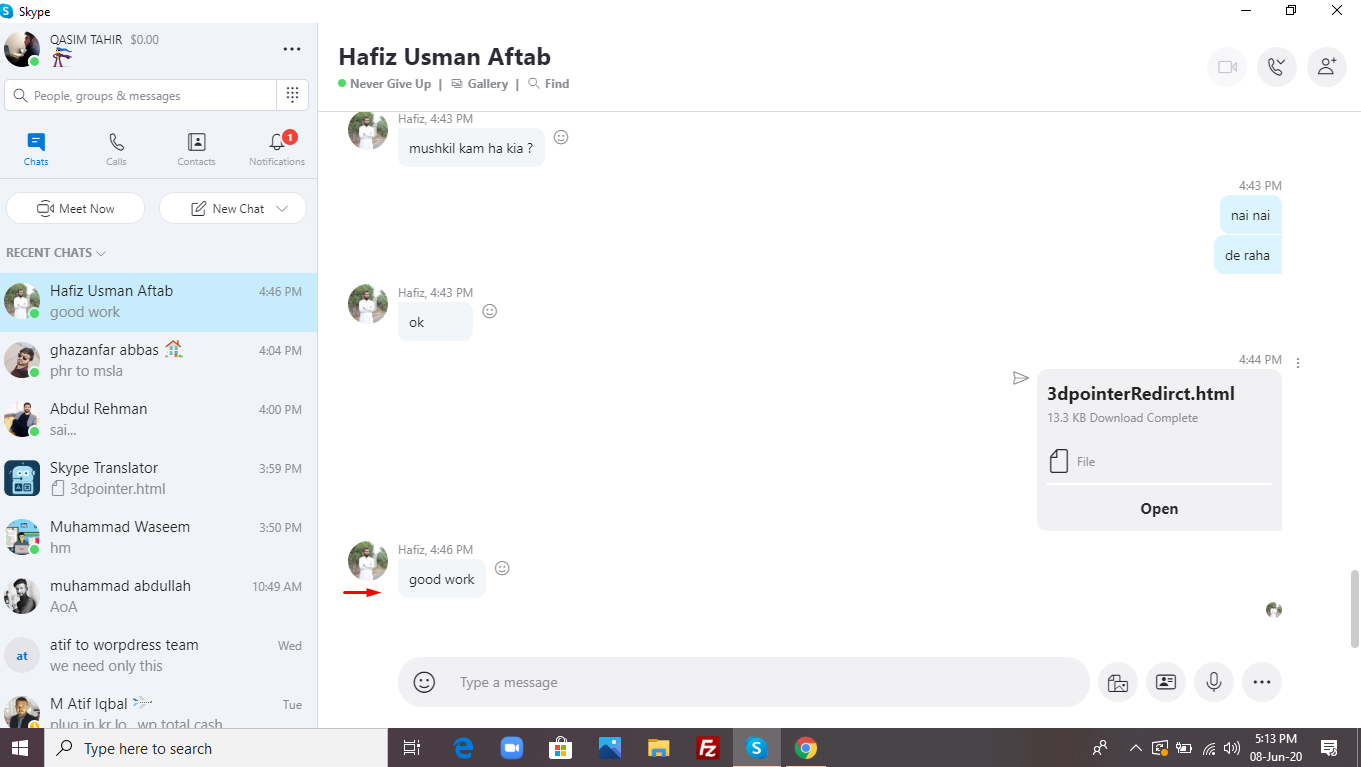 Skype
QASIM TAHIR $0.00
People, groups & messages
1
Chats Calls Contacts Notifications
Meet Now New Chat
RECENT CHATS
Hafiz Usman Aftab 4:46 PM
good work
ghazanfar abbas 4:04 PM
phr to msla
Abdul Rehman 4:00 PM
sai...
Skype Translator 3:59 PM
3dpointer.html
Muhammad Waseem 3:50 PM
hm
muhammad abdullah 10:49 AM
AoA
at
atif to worpdress team Wed
we need only this
M Atif Iqbal Tue
plug in kr lo.. wp total cash
Hafiz Usman Aftab
Never Give Up | Gallery | Find
Hafiz, 4:43 PM
mushkil kam ha kia ?
4:43 PM
nai nai
de raha
Hafiz, 4:43 PM
ok
4:44 PM
3dpointerRedirct.html
13.3 KB Download Complete
File
Open
Hafiz, 4:46 PM
good work
Type a message
Type here to search
Fz
S
5:13 PM
08-Jun-20